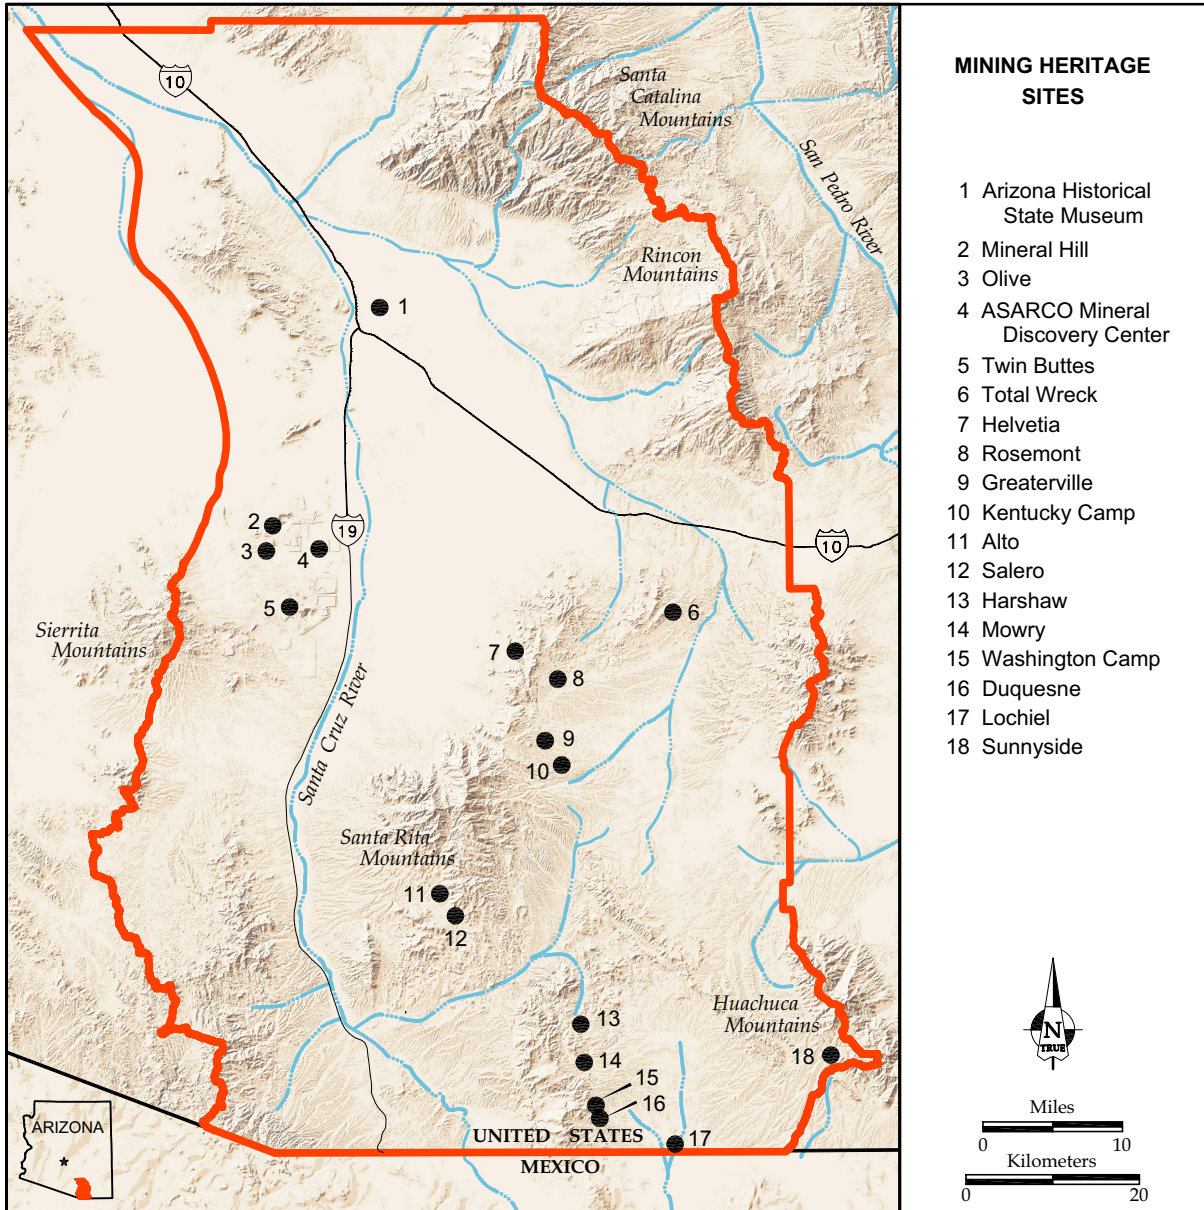 MINING HERITAGE
SITES
1 Arizona Historical
State Museum
2 Mineral Hill
3 Olive
4 ASARCO Mineral
Discovery Center
5 Twin Buttes
6 Total Wreck
7 Helvetia
8 Rosemont
9 Greaterville
10 Kentucky Camp
11 Alto
12 Salero
13 Harshaw
14 Mowry
15 Washington Camp
16 Duquesne
17 Lochiel
18 Sunnyside
10
Santa
Catalina
Mountains
San Pedro River
Rincon
Mountains
1
2
3
4
19
10
5
6
Sierrita
Mountains
7
8
Santa Cruz River
9
10
Santa Rita
Mountains
11
12
Huachuca
Mountains
13
14
18
15
16
17
UNITED STATES
MEXICO
ARIZONA
N
TRUE
Miles
0 10
Kilometers
0 20